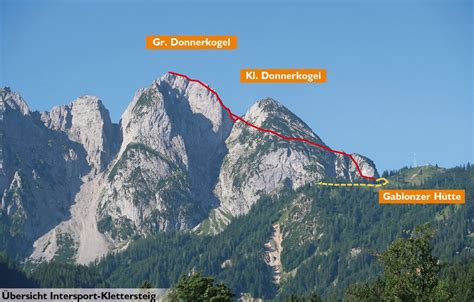 Gr. Donnerkogel
Kl. Donnerkogel
Gablonzer Hütte
Übersicht Intersport-Klettersteig